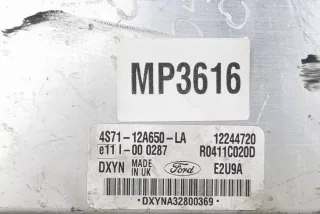 MP3616
4S71-12A650-LA 12244720
e11 I-00 0287 R0411C020D
DXYN MADE IN UK Ford E2U9A
• DXYNA32800369 •